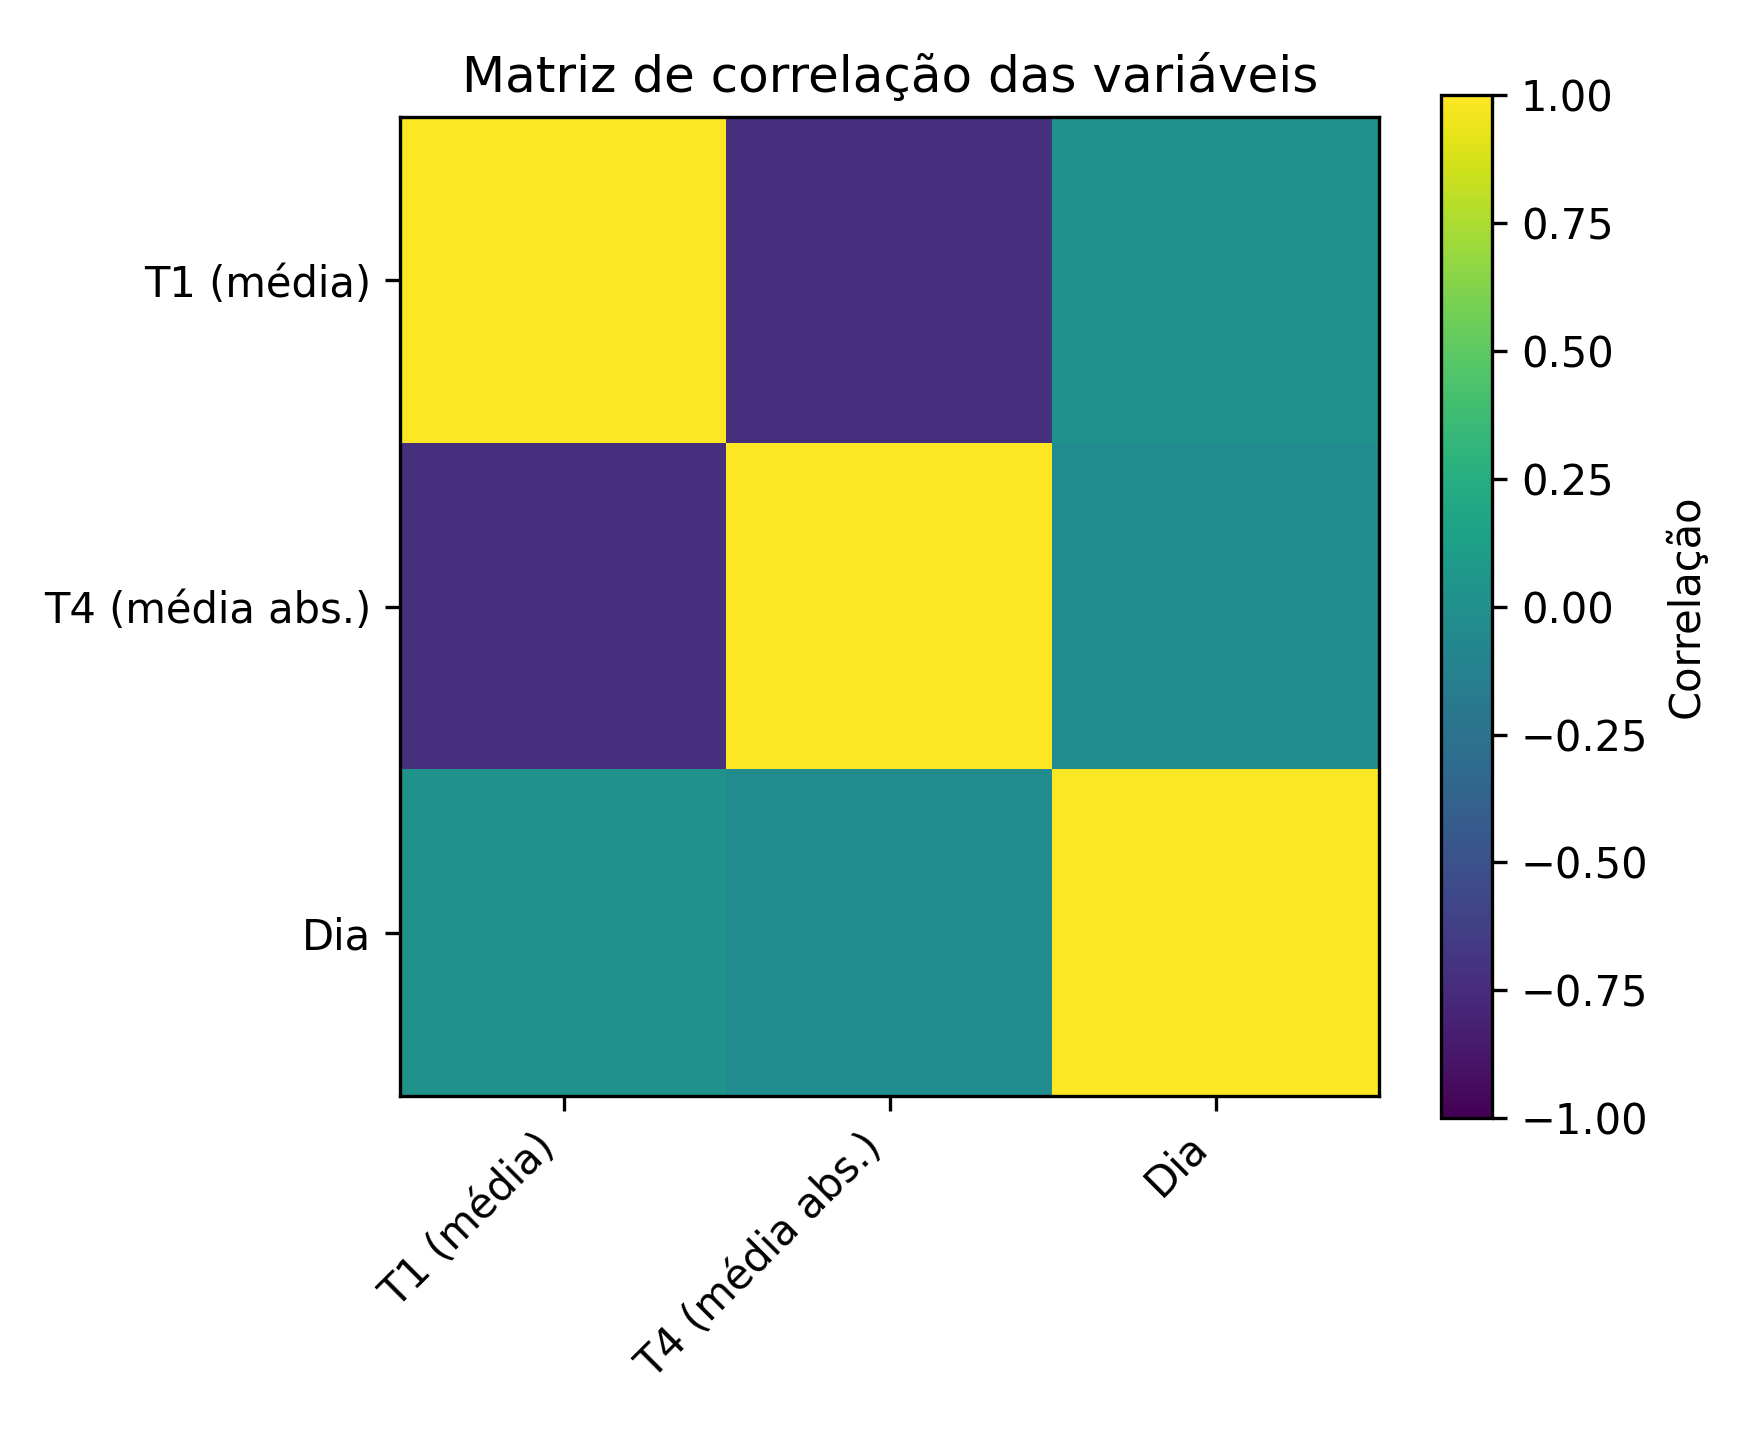 Matriz de correlação das variáveis
T1 (média)
T4 (média abs.)
Dia
T1 (média)
T4 (média abs.)
Dia
1.00
0.75
0.50
0.25
0.00
−0.25
−0.50
−0.75
−1.00
Correlação